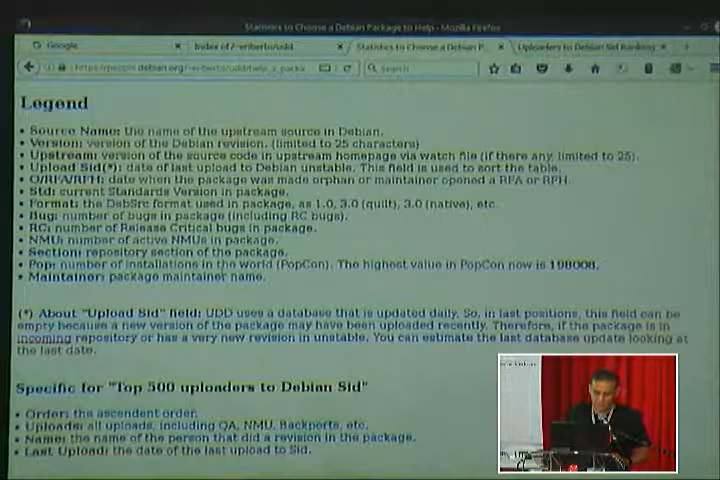 Statistics to Choose a Debian Package to Help - Mozilla Firefox
Google
Index of /~eriberto/udd
Statistics to Choose a Debian P...
Uploaders to Debian Sid Ranking
Search
Legend
• Source Name: the name of the upstream source in Debian.
• Version: version of the Debian revision. (limited to 25 characters)
• Upstream: version of the source code in upstream homepage via watch file (if there any, limited to 25).
• Upload Sid(*): date of last upload to Debian unstable. This field is used to sort the table.
• O/RFA/RFH: date when the package was made orphan or maintainer opened a RFA or RFH.
• Std: current Standards Version in package.
• Format: the DebSrc format used in package, as 1.0, 3.0 (quilt), 3.0 (native), etc.
• Bug: number of bugs in package (including RC bugs).
• RC: number of Release Critical bugs in package.
• NMU: number of active NMUs in package.
• Section: repository section of the package.
• Pop: number of installations in the world (PopCon). The highest value in PopCon now is 198008.
• Maintainer: package maintainer name.
(*) About "Upload Sid" field: UDD uses a database that is updated daily. So, in last positions, this field can be
empty because a new version of the package may have been uploaded recently. Therefore, if the package is in
incoming repository or has a very new revision in unstable. You can estimate the last database update looking at
the last date.
Specific for "Top 500 uploaders to Debian Sid"
• Order: the ascendent order.
• Uploads: all uploads, including QA, NMU, Backports, etc.
• Name: the name of the person that did a revision in the package.
• Last Upload: the date of the last upload to Sid.